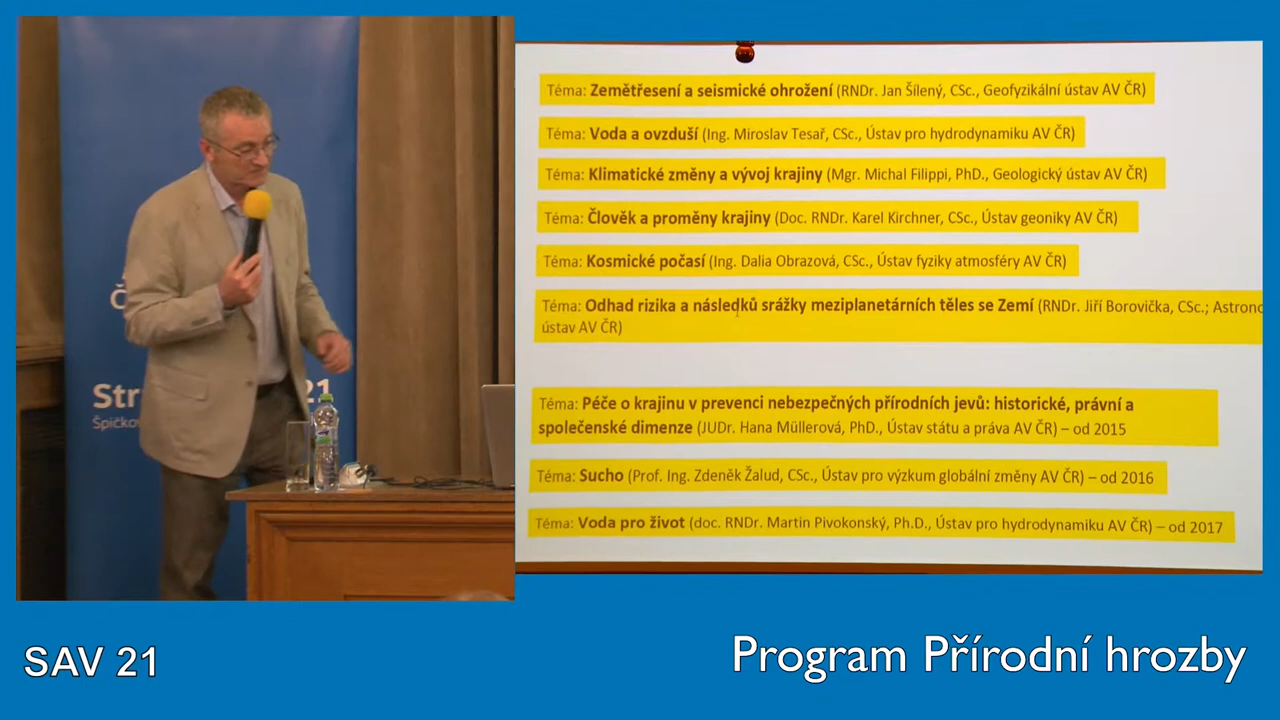 Č
Str
21
Téma: Zemětřesení a seismické ohrožení (RNDr. Jan Šílený, CSc., Geofyzikální ústav AV ČR)
Téma: Voda a ovzduší (Ing. Miroslav Tesař, CSc., Ústav pro hydrodynamiku AV ČR)
Téma: Klimatické změny a vývoj krajiny (Mgr. Michal Filippi, PhD., Geologický ústav AV ČR)
Téma: Člověk a proměny krajiny (Doc. RNDr. Karel Kirchner, CSc., Ústav geoniky AV ČR)
Téma: Kosmické počasí (Ing. Dalia Obrazová, CSc., Ústav fyziky atmosféry AV ČR)
Téma: Odhad rizika a následků srážky meziplanetárních těles se Zemí (RNDr. Jiří Borovička, CSc.; Astrono
ústav AV ČR)
Téma: Péče o krajinu v prevenci nebezpečných přírodních jevů: historické, právní a
společenské dimenze (JUDr. Hana Müllerová, PhD., Ústav státu a práva AV ČR) – od 2015
Téma: Sucho (Prof. Ing. Zdeněk Žalud, CSc., Ústav pro výzkum globální změny AV ČR) – od 2016
Téma: Voda pro život (doc. RNDr. Martin Pivokonský, Ph.D., Ústav pro hydrodynamiku AV ČR) – od 2017
SAV 21
Program Přírodní hrozby